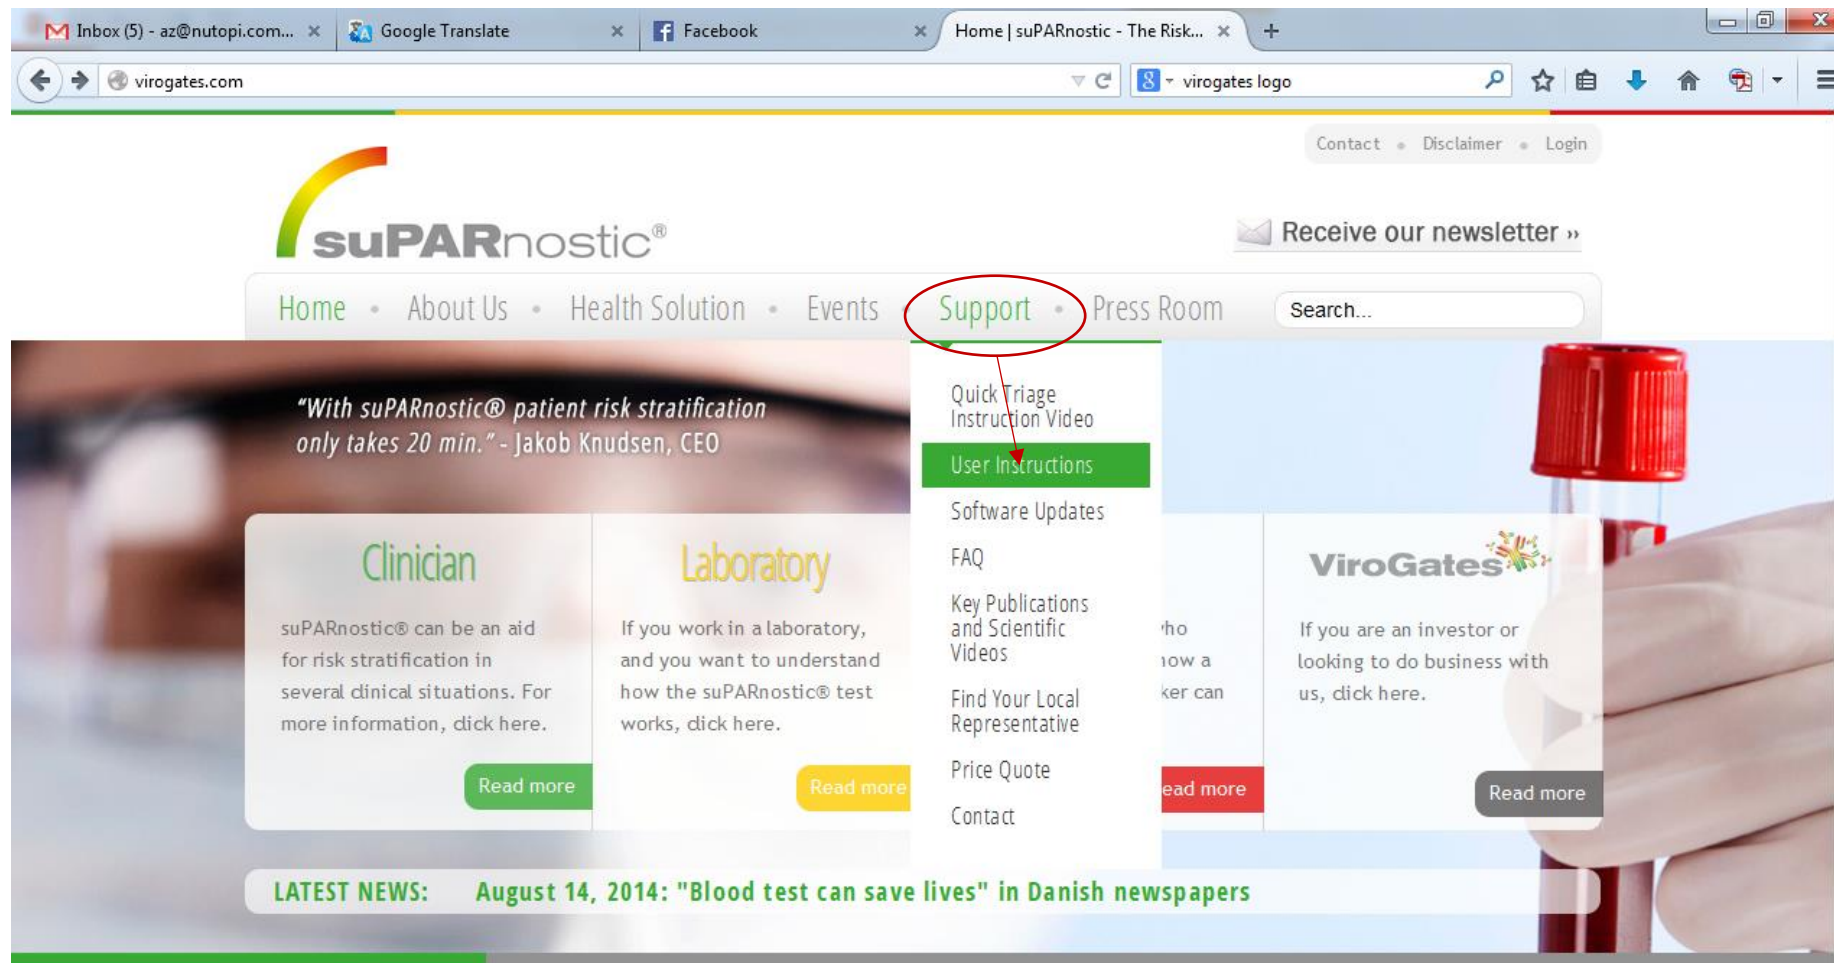 Inbox (5) - az@nutopi.com...
Google Translate
Facebook
Home | suPARnostic - The Risk...
virogates.com
virogates logo
Contact • Disclaimer • Login
suPARnostic®
Receive our newsletter ››
Home • About Us • Health Solution • Events • Support • Press Room
Search...
“With suPARnostic® patient risk stratification
only takes 20 min.” - Jakob Knudsen, CEO
Quick Triage
Instruction Video
User Instructions
Software Updates
FAQ
Key Publications
and Scientific
Videos
Find Your Local
Representative
Price Quote
Contact
Clinician
suPARnostic® can be an aid
for risk stratification in
several clinical situations. For
more information, click here.
Read more
Laboratory
If you work in a laboratory,
and you want to understand
how the suPARnostic® test
works, click here.
Read more
ker can
ead more
ViroGates
If you are an investor or
looking to do business with
us, click here.
Read more
LATEST NEWS: August 14, 2014: "Blood test can save lives" in Danish newspapers